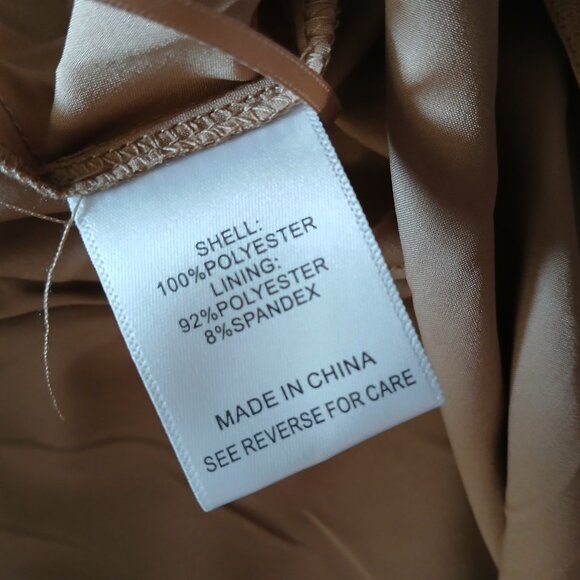 SHELL:
100%POLYESTER
LINING:
92%POLYESTER
8%SPANDEX
MADE IN CHINA
SEE REVERSE FOR CARE